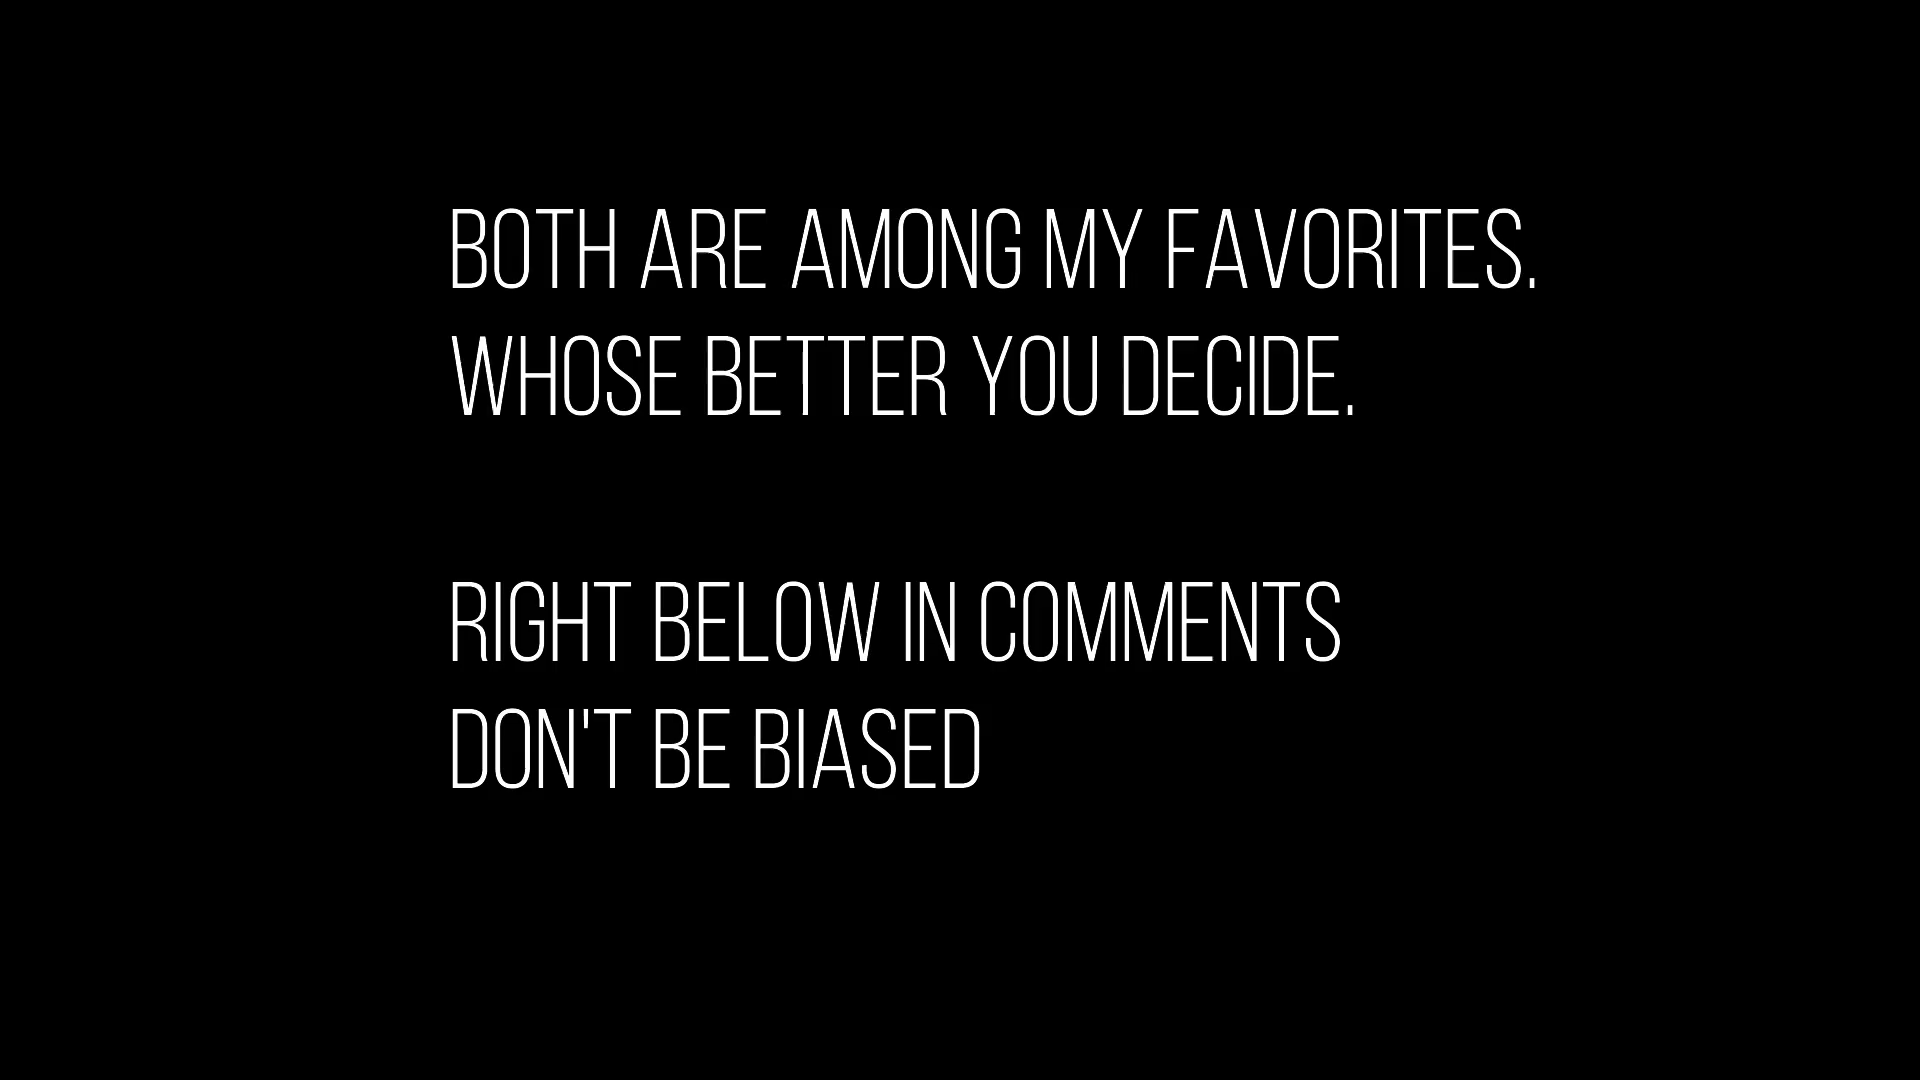 BOTH ARE AMONG MY FAVORITES.
WHOSE BETTER YOU DECIDE.
RIGHT BELOW IN COMMENTS
DON'T BE BIASED